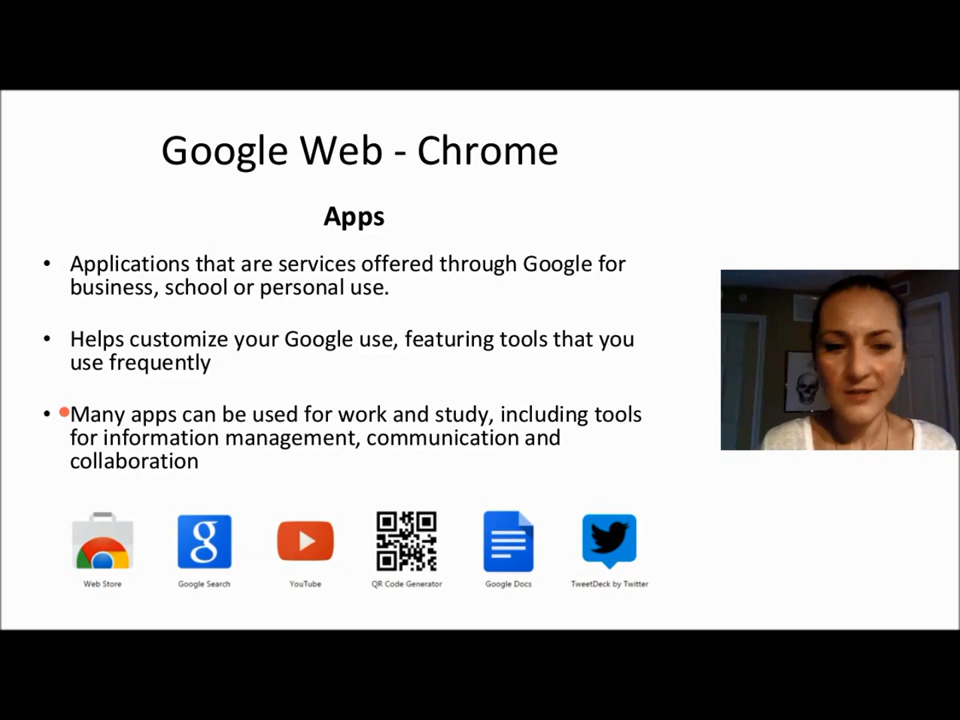 Google Web - Chrome
Apps
• Applications that are services offered through Google for
business, school or personal use.
• Helps customize your Google use, featuring tools that you
use frequently
• Many apps can be used for work and study, including tools
for information management, communication and
collaboration
g
Web Store
Google Search
YouTube
QR Code Generator
Google Docs
TweetDeck by Twitter